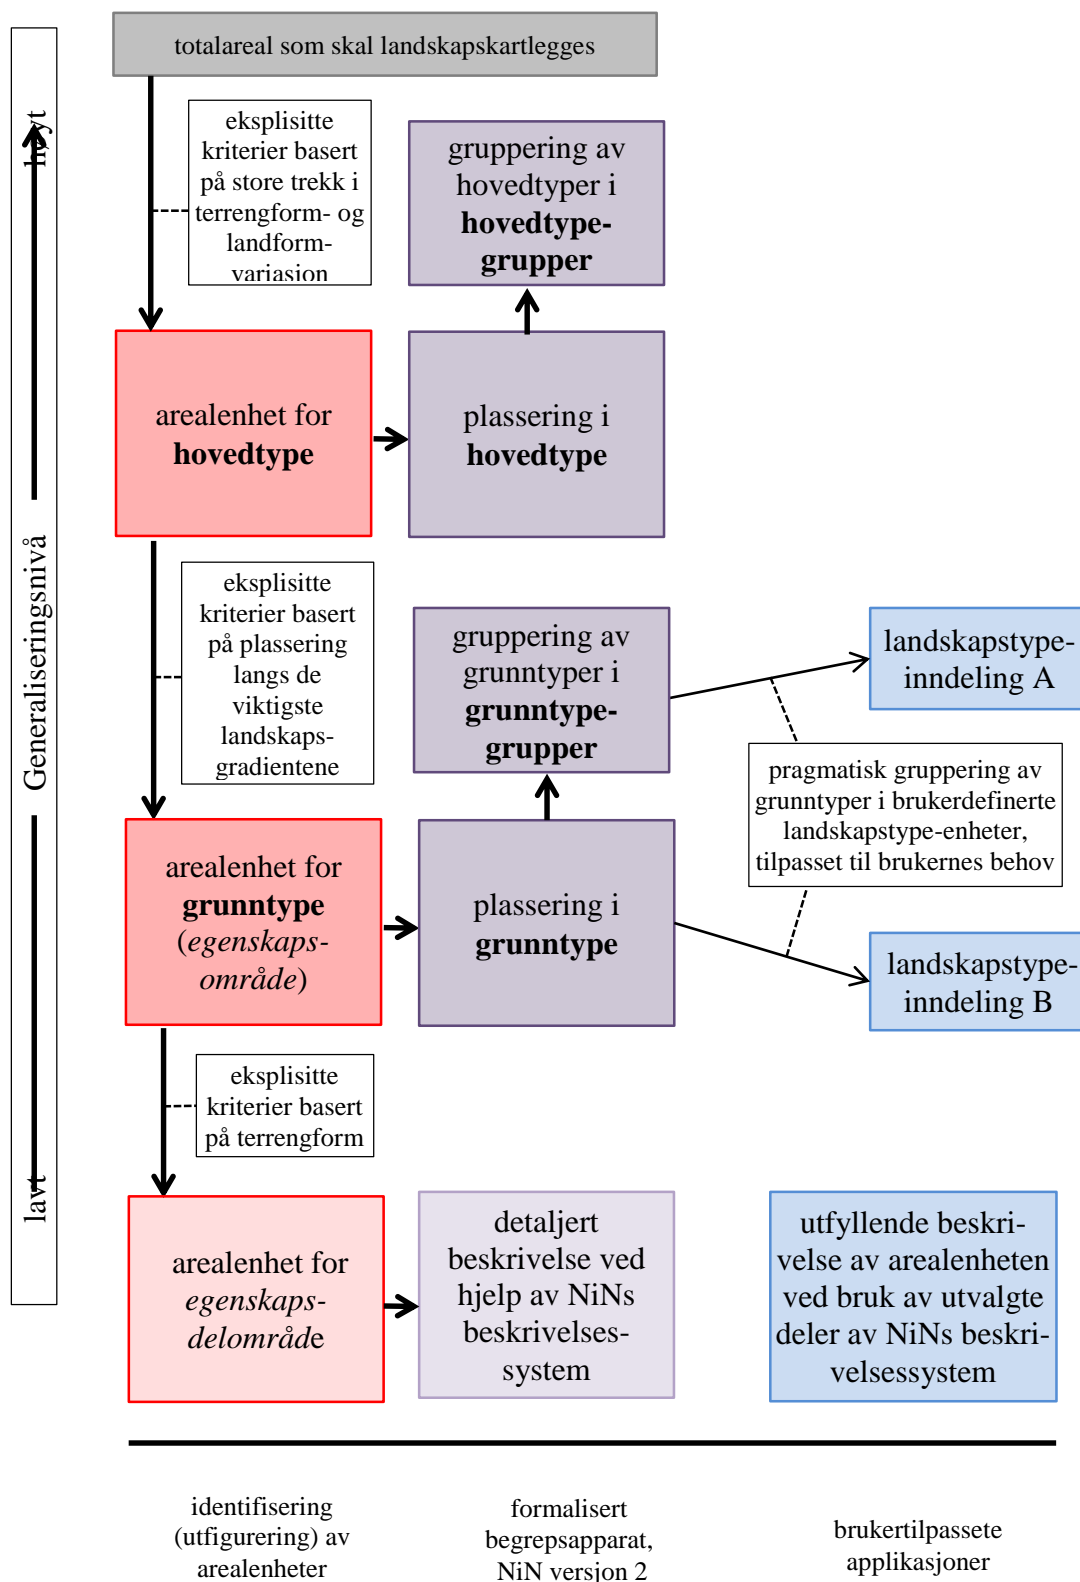 totalareal som skal landskapskartlegges
høyt
Generaliseringsnivå
lavt
eksplisitte
kriterier basert
på store trekk i
terrengform- og
landform-
variasjon
gruppering av
hovedtyper i
hovedtype-
grupper
arealenhet for
hovedtype
plassering i
hovedtype
eksplisitte
kriterier basert
på plassering
langs de
viktigste
landskaps-
gradientene
gruppering av
grunntyper i
grunntype-
grupper
landskapstype-
inndeling A
pragmatisk gruppering av
grunntyper i brukerdefinerte
landskapstype-enheter,
tilpasset til brukernes behov
arealenhet for
grunntype
(egenskaps-
område)
plassering i
grunntype
landskapstype-
inndeling B
eksplisitte
kriterier basert
på terrengform
arealenhet for
egenskaps-
delområde
detaljert
beskrivelse ved
hjelp av NiNs
beskrivelses-
system
utfyllende beskri-
velse av arealenheten
ved bruk av utvalgte
deler av NiNs beskri-
velsessystem
identifisering
(utfigurering) av
arealenheter
formalisert
begrepsapparat,
NiN versjon 2
brukertilpassete
applikasjoner